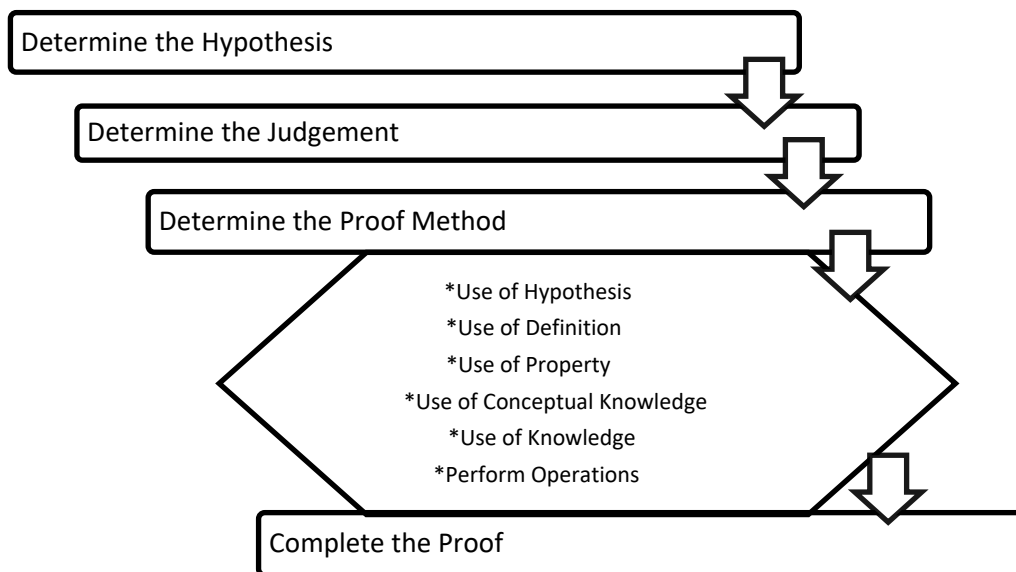 Determine the Hypothesis
Determine the Judgement
Determine the Proof Method
*Use of Hypothesis
*Use of Definition
*Use of Property
*Use of Conceptual Knowledge
*Use of Knowledge
*Perform Operations
Complete the Proof